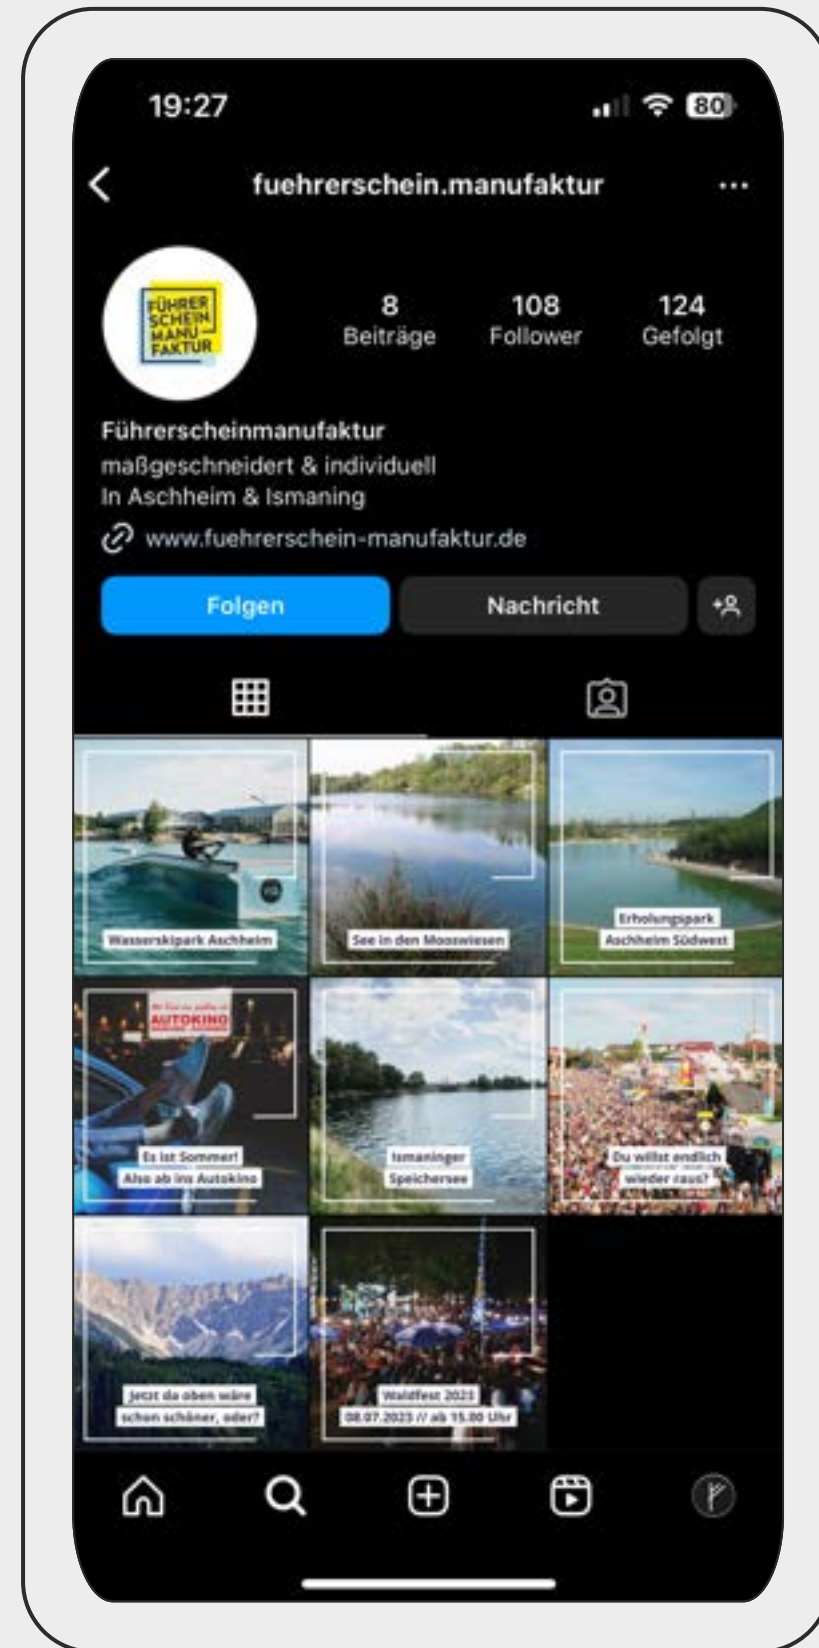 19:27
80
fuehrerschein.manufaktur
FÜHRER
SCHEIN
MANU
FAKTUR
8
108
124
Beiträge
Follower
Gefolgt
Führerscheinmanufaktur
maßgeschneidert & individuell
In Aschheim & Ismaning
www.fuehrerschein-manufaktur.de
Folgen
Nachricht
Wasserskipark Aschheim
See in den Mooswiesen
Erholungspark
Aschheim Südwest
AUTOKINO
Es ist Sommer!
Also ab ins Autokino
Ismaninger
Speichersee
Du willst endlich
wieder raus?
Jetzt da oben wäre
schon schöner, oder?
Waldfest 2023
08.07.2023 // ab 15.00 Uhr